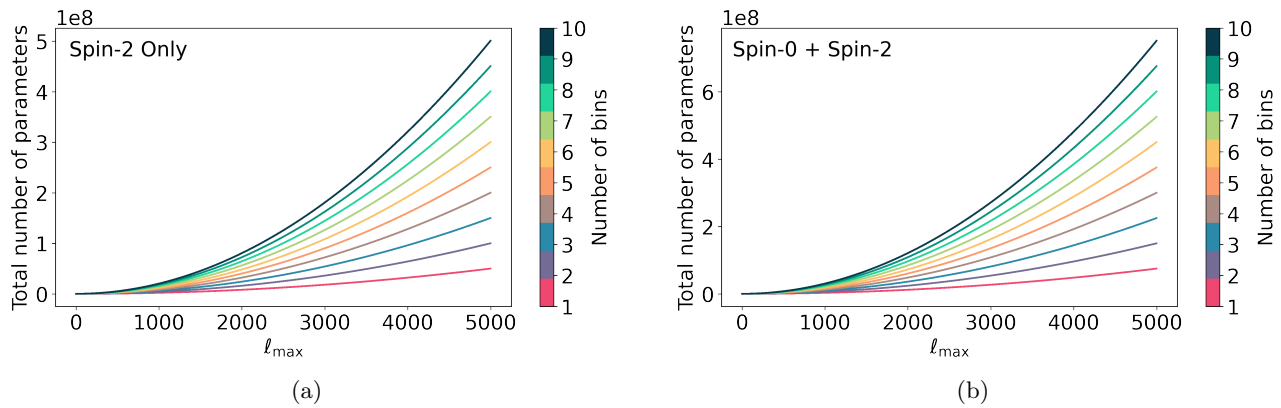 1e8
Spin-2 Only
Total number of parameters
5
4
3
2
1
0
0 1000 2000 3000 4000 5000
ℓmax
10
9
8
7
6
5
4
3
2
1
Number of bins
(a)
1e8
Spin-0 + Spin-2
Total number of parameters
6
4
2
0
0 1000 2000 3000 4000 5000
ℓmax
10
9
8
7
6
5
4
3
2
1
Number of bins
(b)